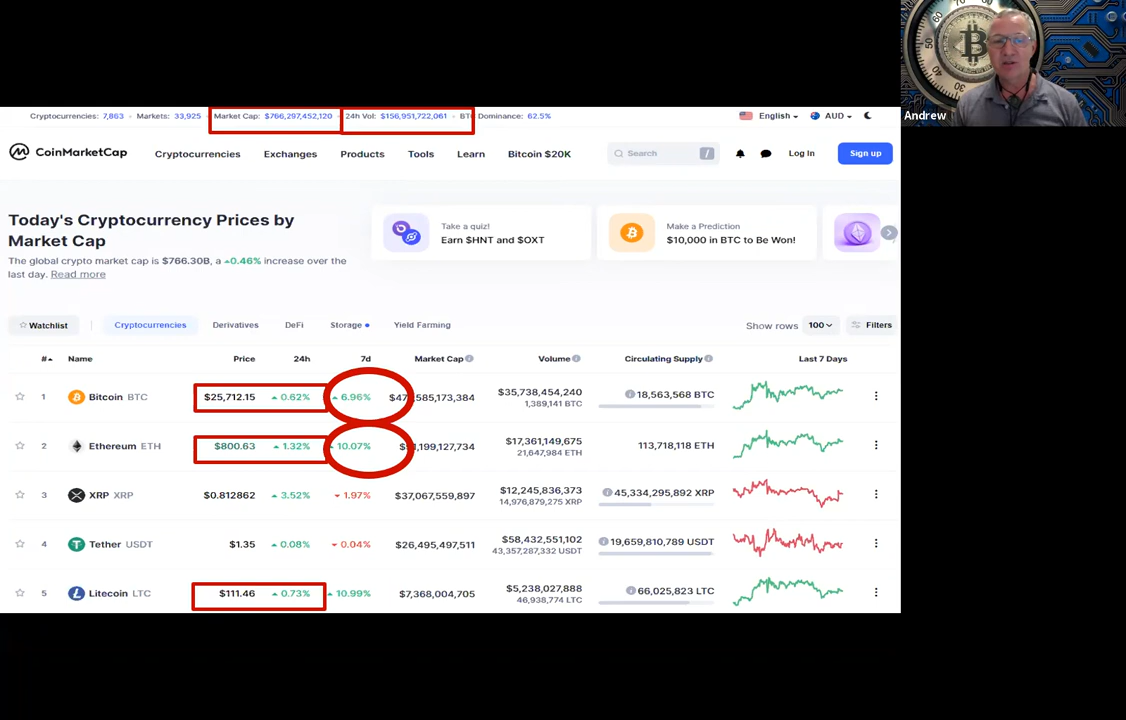 Andrew
Cryptocurrencies: 7,863 • Markets: 33,925 • Market Cap: $766,297,452,120 • 24h Vol: $156,951,722,061 • Dominance: 62.5%
English AUD
CoinMarketCap Cryptocurrencies Exchanges Products Tools Learn Bitcoin $20K Search / Log In Sign up
Today's Cryptocurrency Prices by
Market Cap
The global crypto market cap is $766.30B, a 0.46% increase over the
last day. Read more
Take a quiz!
Earn $HNT and $OXT
Make a Prediction
$10,000 in BTC to Be Won!
Watchlist Cryptocurrencies Derivatives DeFi Storage Yield Farming Show rows 100 Filters
# Name Price 24h 7d Market Cap Volume Circulating Supply Last 7 Days
1 Bitcoin BTC $25,712.15 0.62% 6.96% $35,738,454,240 18,563,568 BTC
1,389,141 BTC
2 Ethereum ETH $800.63 1.32% 10.07% $17,361,149,675 113,718,118 ETH
21,647,984 ETH
3 XRP XRP $0.812862 3.52% 1.97% $37,067,559,897 $12,245,836,373 45,334,295,892 XRP
14,976,879,275 XRP
4 Tether USDT $1.35 0.08% 0.04% $26,495,497,511 $58,432,551,102 19,659,810,789 USDT
43,357,287,332 USDT
5 Litecoin LTC $111.46 0.73% 10.99% $7,368,004,705 $5,238,027,888 66,025,823 LTC
46,938,774 LTC